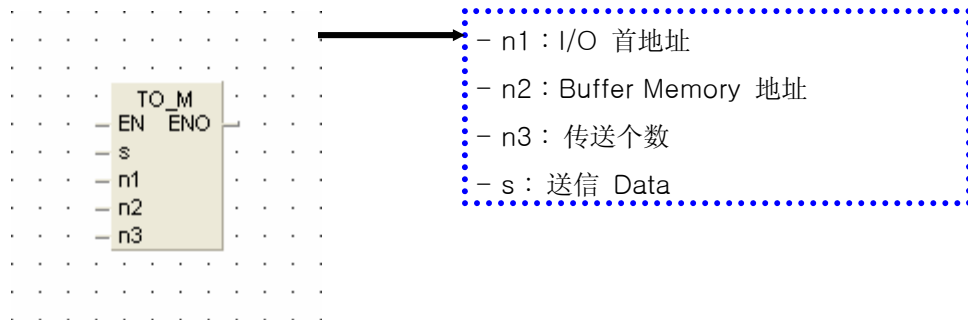 TO_M
EN ENO
s
n1
n2
n3
- n1：I/O 首地址
- n2：Buffer Memory 地址
- n3：传送个数
- s：送信 Data